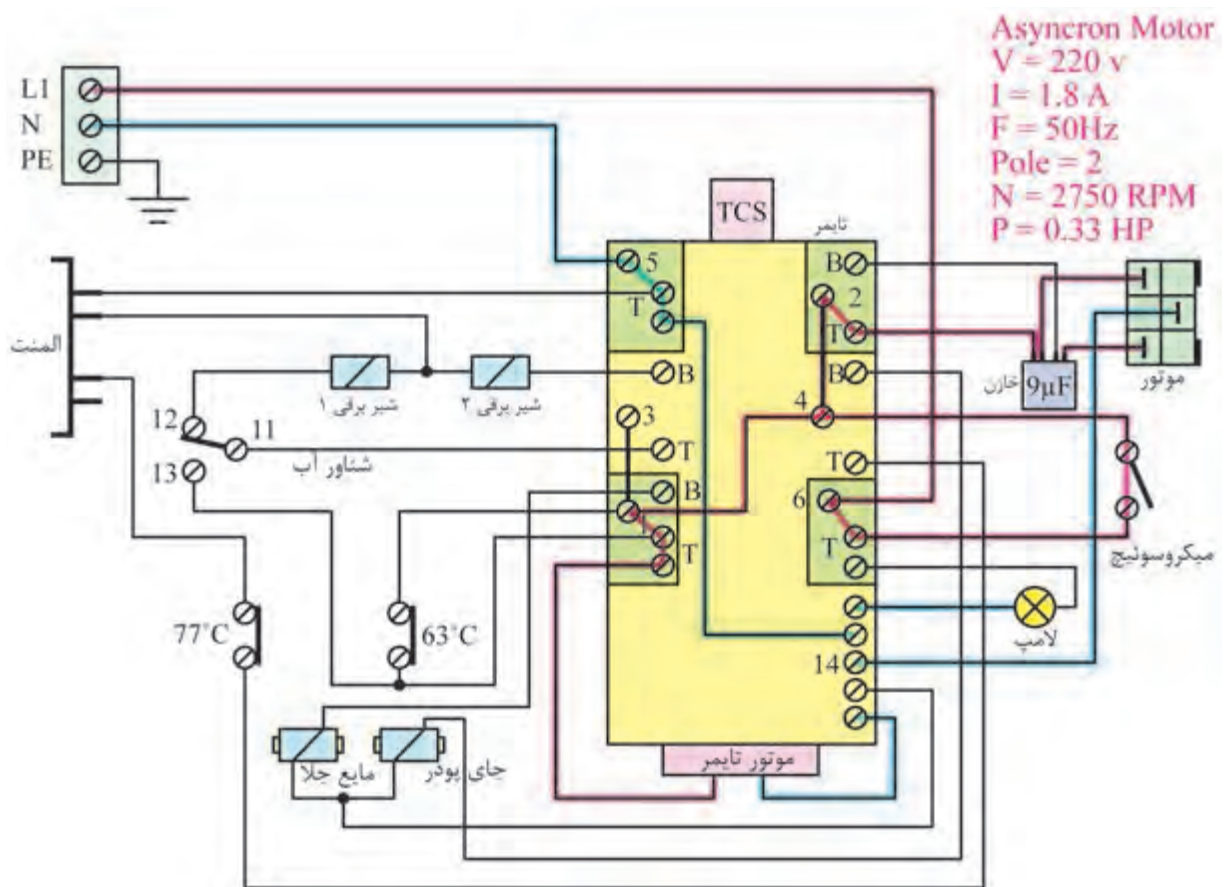 Asyncron Motor
V = 220 v
I = 1.8 A
F = 50Hz
Pole = 2
N = 2750 RPM
P = 0.33 HP
L1
N
PE
TCS
تایمر
5
T
B
2
T
B
المنت
شیر برقی ۱
شیر برقی ۲
B
3
4
خازن
9µF
موتور
12
11
13
شناور آب
T
B
1
T
T
6
T
میکروسوئیچ
77°C
63°C
لامپ
14
مایع جلا
جای پودر
موتور تایمر